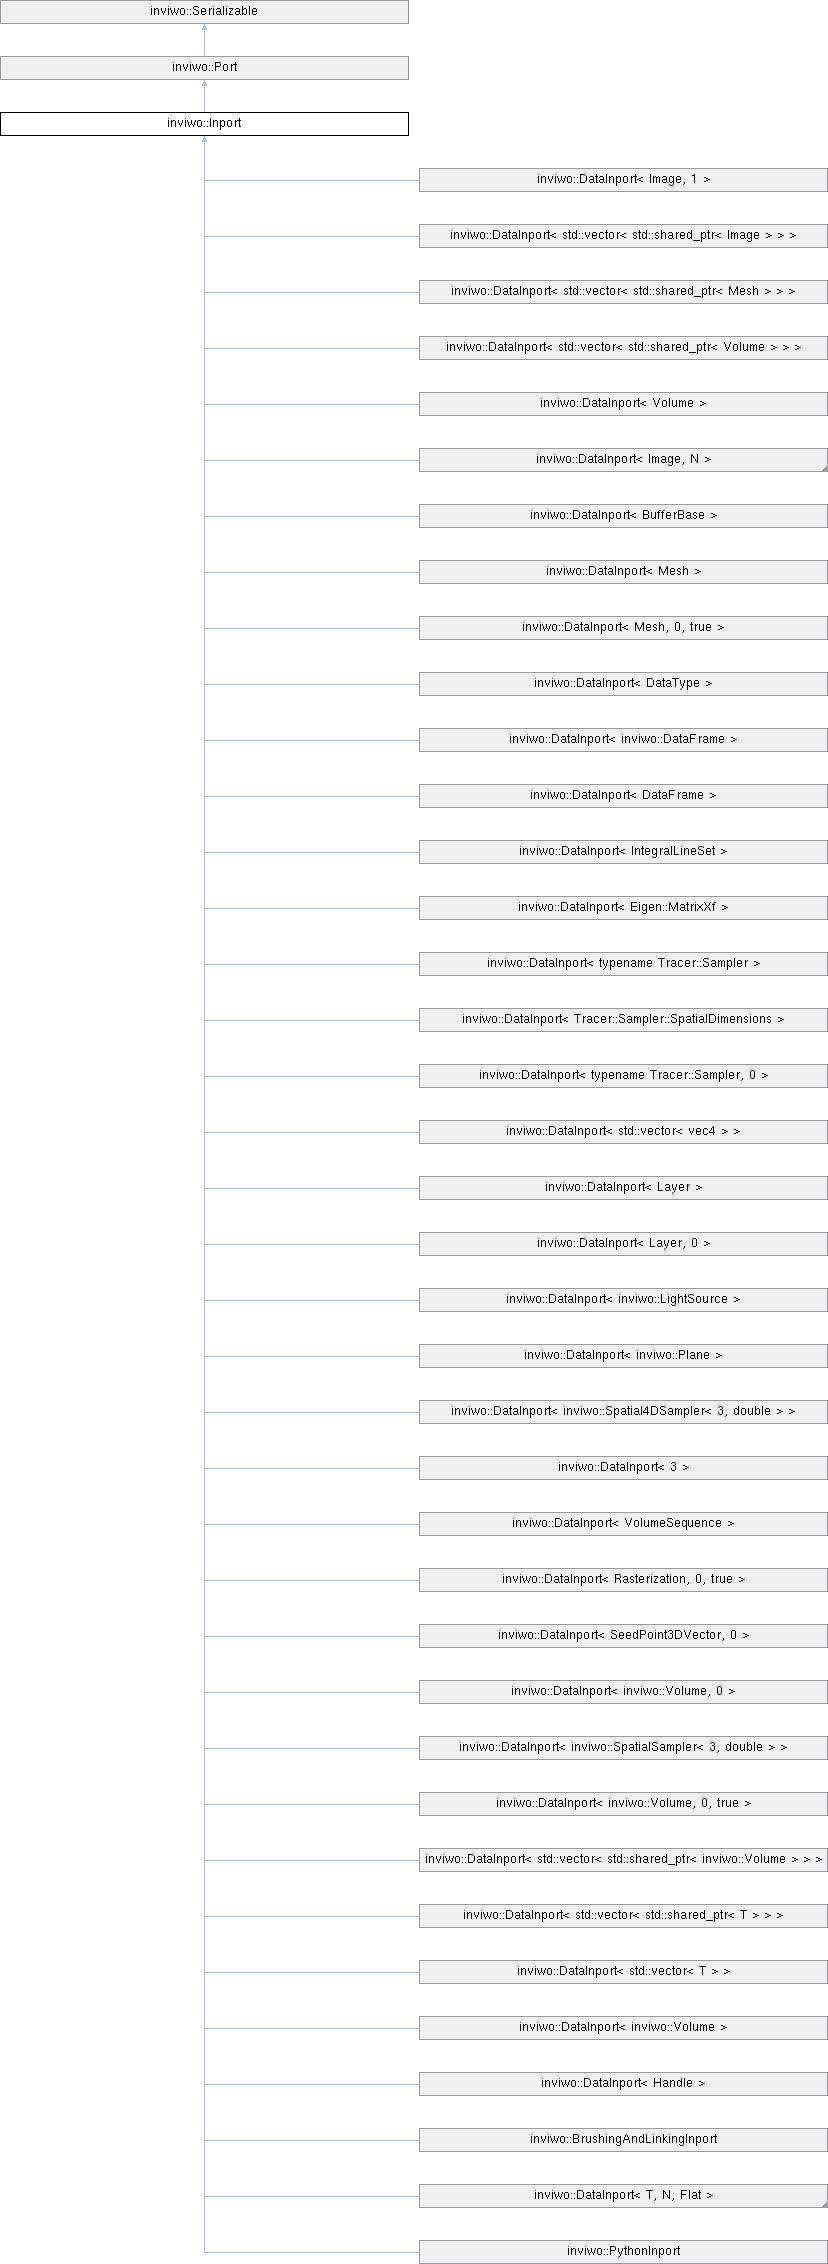 inviwo::Serializable
inviwo::Port
inviwo::Inport
inviwo::DataInport< Image, 1 >
inviwo::DataInport< std::vector< std::shared_ptr< Image > > >
inviwo::DataInport< std::vector< std::shared_ptr< Mesh > > >
inviwo::DataInport< std::vector< std::shared_ptr< Volume > > >
inviwo::DataInport< Volume >
inviwo::DataInport< Image, N >
inviwo::DataInport< BufferBase >
inviwo::DataInport< Mesh >
inviwo::DataInport< Mesh, 0, true >
inviwo::DataInport< DataType >
inviwo::DataInport< inviwo::DataFrame >
inviwo::DataInport< DataFrame >
inviwo::DataInport< IntegralLineSet >
inviwo::DataInport< Eigen::MatrixXf >
inviwo::DataInport< typename Tracer::Sampler >
inviwo::DataInport< Tracer::Sampler::SpatialDimensions >
inviwo::DataInport< typename Tracer::Sampler, 0 >
inviwo::DataInport< std::vector< vec4 > >
inviwo::DataInport< Layer >
inviwo::DataInport< Layer, 0 >
inviwo::DataInport< inviwo::LightSource >
inviwo::DataInport< inviwo::Plane >
inviwo::DataInport< inviwo::Spatial4DSampler< 3, double > >
inviwo::DataInport< 3 >
inviwo::DataInport< VolumeSequence >
inviwo::DataInport< Rasterization, 0, true >
inviwo::DataInport< SeedPoint3DVector, 0 >
inviwo::DataInport< inviwo::Volume, 0 >
inviwo::DataInport< inviwo::SpatialSampler< 3, double > >
inviwo::DataInport< inviwo::Volume, 0, true >
inviwo::DataInport< std::vector< std::shared_ptr< inviwo::Volume > > >
inviwo::DataInport< std::vector< std::shared_ptr< T > > >
inviwo::DataInport< std::vector< T > >
inviwo::DataInport< inviwo::Volume >
inviwo::DataInport< Handle >
inviwo::BrushingAndLinkingInport
inviwo::DataInport< T, N, Flat >
inviwo::PythonInport